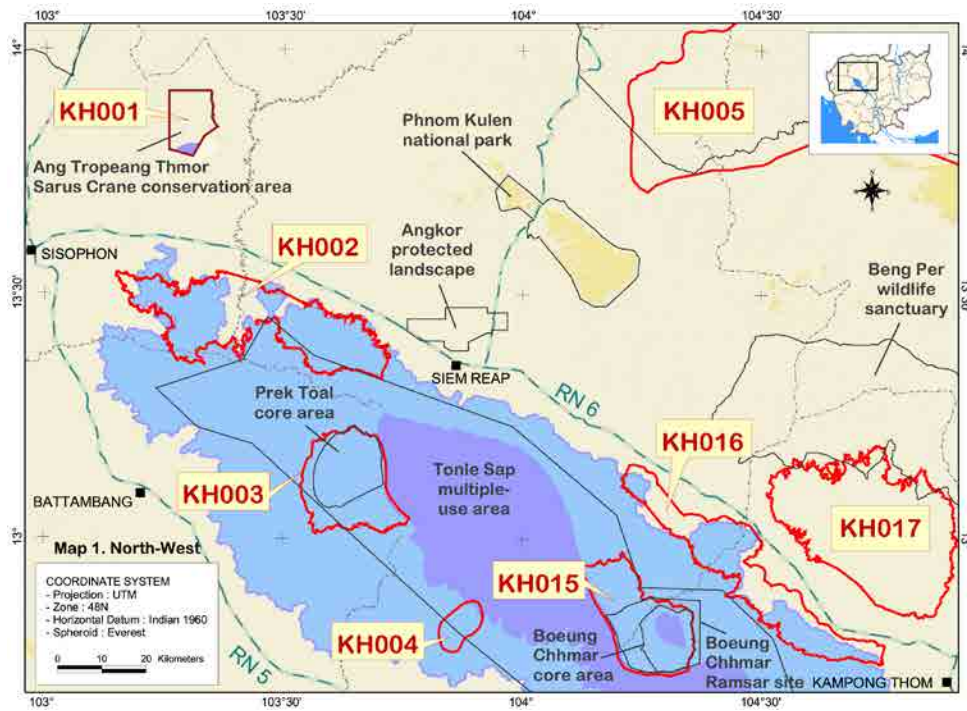 103°
103°30'
104°
104°30'
14°
14°
KH001
Ang Tropeang Thmor
Sarus Crane conservation area
Phnom Kulen
national park
KH005
SISOPHON
KH002
Angkor
protected
landscape
Beng Per
wildlife
sanctuary
13°30'
13°30'
SIEM REAP
RN 6
Prek Toal
core area
KH016
KH003
Tonle Sap
multiple-
use area
BATTAMBANG
KH017
13°
13°
Map 1. North-West
COORDINATE SYSTEM
- Projection : UTM
- Zone : 48N
- Horizontal Datum : Indian 1960
- Spheroid : Everest
0 10 20 Kilometers
KH015
KH004
RN 5
Boeung
Chhmar
core area
Boeung
Chhmar
Ramsar site
KAMPONG THOM
103°
103°30'
104°
104°30'